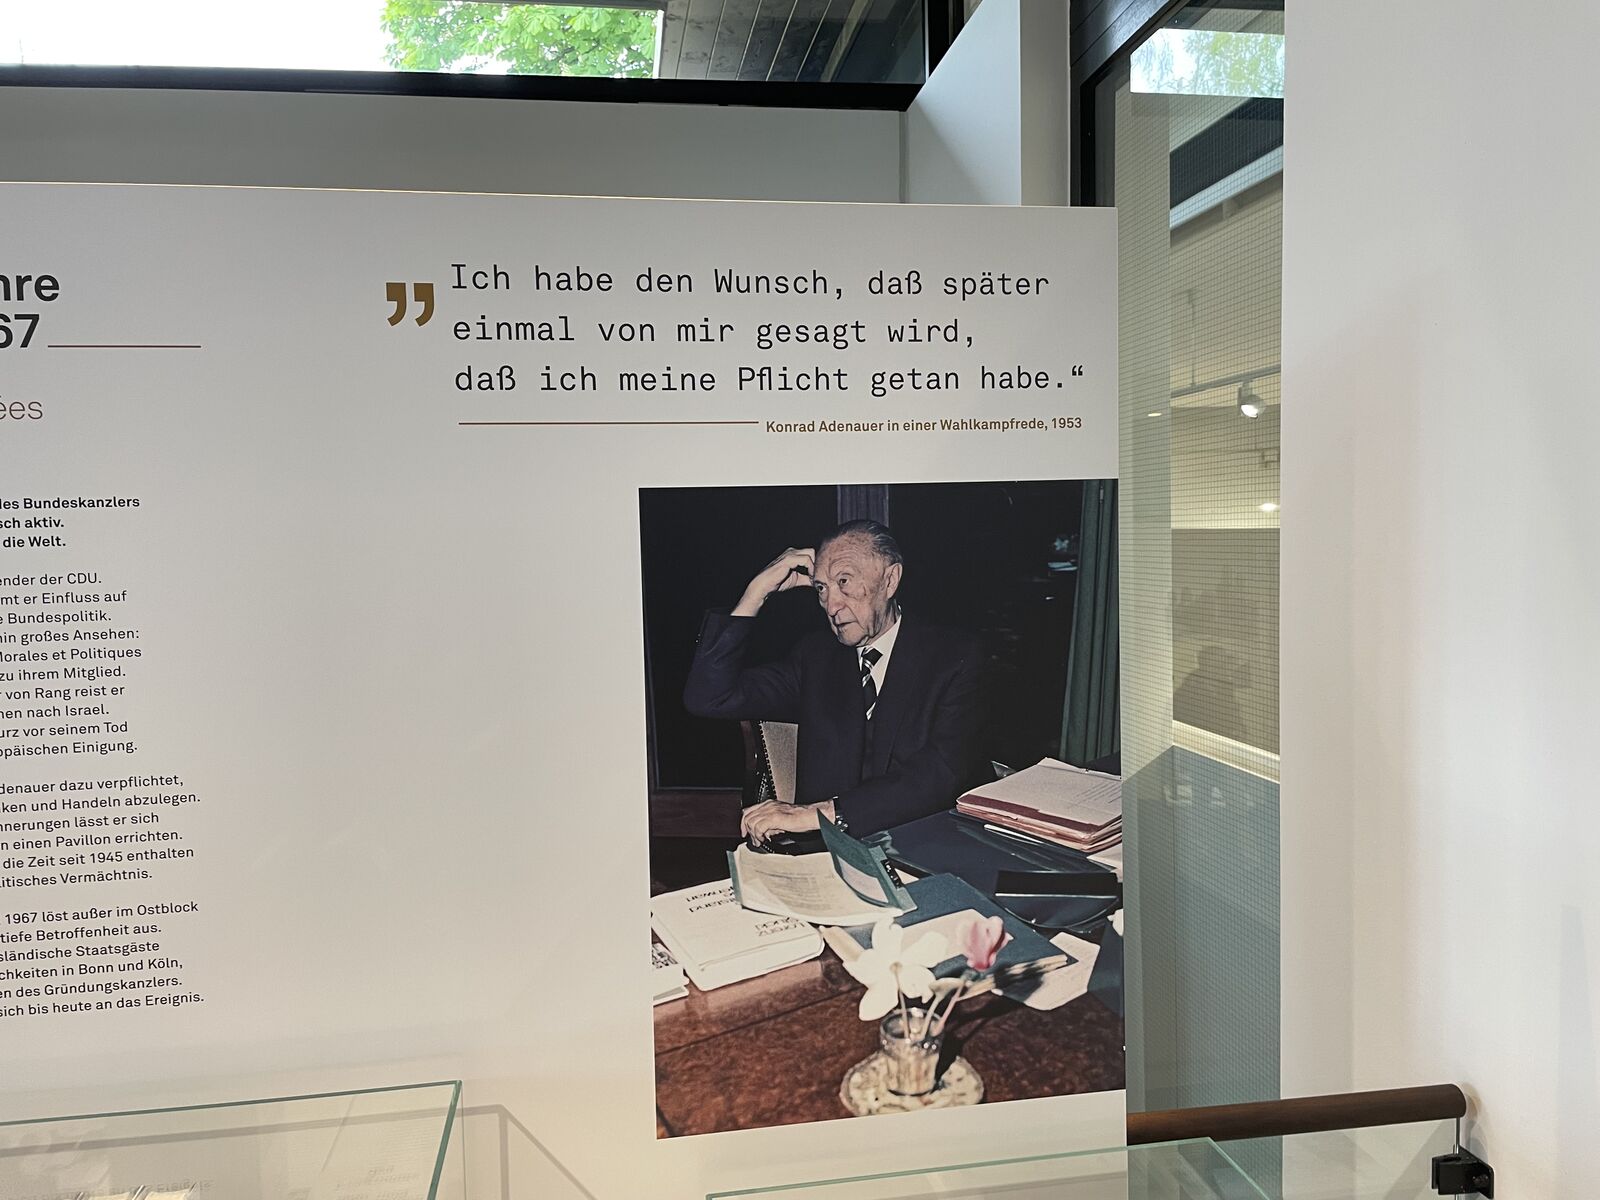 hre
67
ées
des Bundeskanzlers
sch aktiv.
die Welt.
ender der CDU.
mt er Einfluss auf
e Bundespolitik.
hin großes Ansehen:
Morales et Politiques
zu ihrem Mitglied.
r von Rang reist er
hen nach Israel.
urz vor seinem Tod
opäischen Einigung.
denauer dazu verpflichtet,
ken und Handeln abzulegen.
nnerungen lässt er sich
n einen Pavillon errichten.
die Zeit seit 1945 enthalten
litisches Vermächtnis.
1967 löst außer im Ostblock
tiefe Betroffenheit aus.
sländische Staatsgäste
chkeiten in Bonn und Köln,
en des Gründungskanzlers.
sich bis heute an das Ereignis.
„Ich habe den Wunsch, daß später
einmal von mir gesagt wird,
daß ich meine Pflicht getan habe.“
Konrad Adenauer in einer Wahlkampfrede, 1953